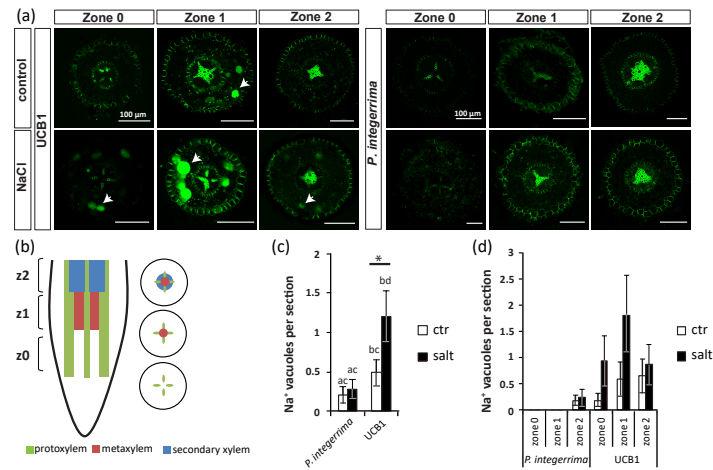 (a)
Zone 0 Zone 1 Zone 2 Zone 0 Zone 1 Zone 2
control
NaCl
UCB1
P. integerrima
100 µm
100 µm
(b)
z2
z1
z0
protoxylem metaxylem secondary xylem
(c)
Na⁺ vacuoles per section
2
1.5
1
0.5
0
*
bd
bc
ac
ac
ctr
salt
P. integerrima UCB1
(d)
Na⁺ vacuoles per section
3
2.5
2
1.5
1
0.5
0
ctr
salt
zone 0 zone 1 zone 2 zone 0 zone 1 zone 2
P. integerrima UCB1